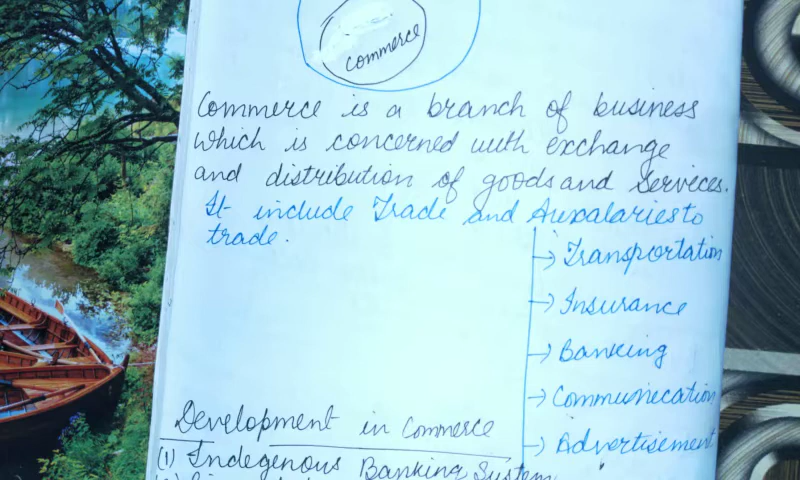 commerce
Commerce is a branch of business
which is concerned with exchange
and distribution of goods and services.
It include Trade and Auxalaries to
trade.
→ Transportation
→ Insurance
→ Banking
→ Communication
→ Advertisement
Development in Commerce
(1) Indegenous Banking System